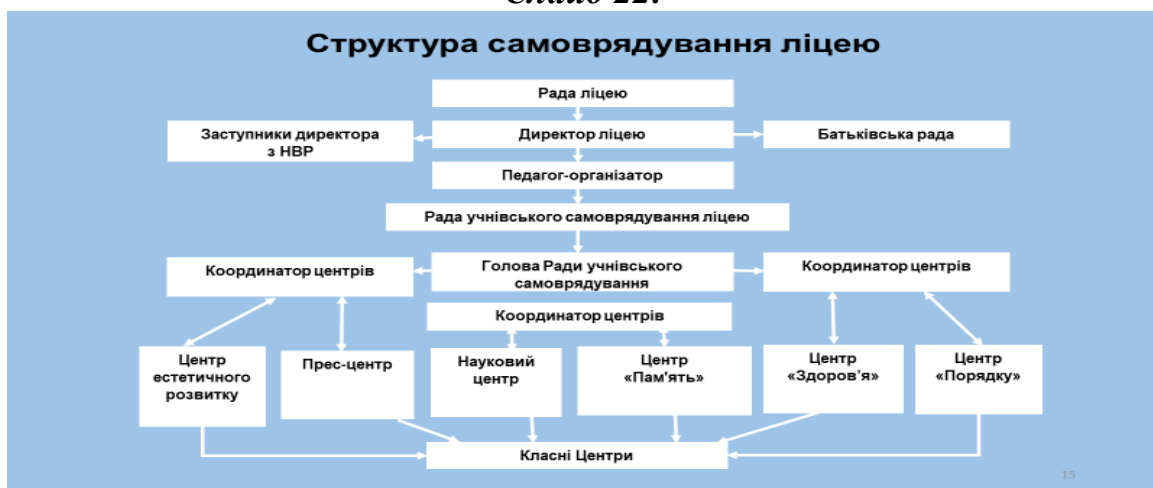 Слайд 22.
Структура самоврядування ліцею
Рада ліцею
Заступники директора
з НВР
Директор ліцею
Батьківська рада
Педагог-організатор
Рада учнівського самоврядування ліцею
Координатор центрів
Голова Ради учнівського
самоврядування
Координатор центрів
Координатор центрів
Центр
естетичного
розвитку
Прес-центр
Науковий
центр
Центр
«Пам'ять»
Центр
«Здоров’я»
Центр
«Порядку»
Класні Центри
15